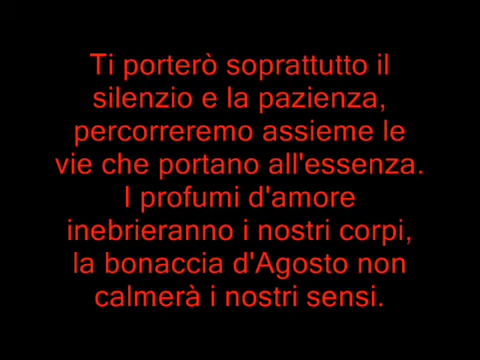 Ti porterò soprattutto il
silenzio e la pazienza,
percorreremo assieme le
vie che portano all'essenza.
I profumi d'amore
inebrieranno i nostri corpi,
la bonaccia d'Agosto non
calmerà i nostri sensi.